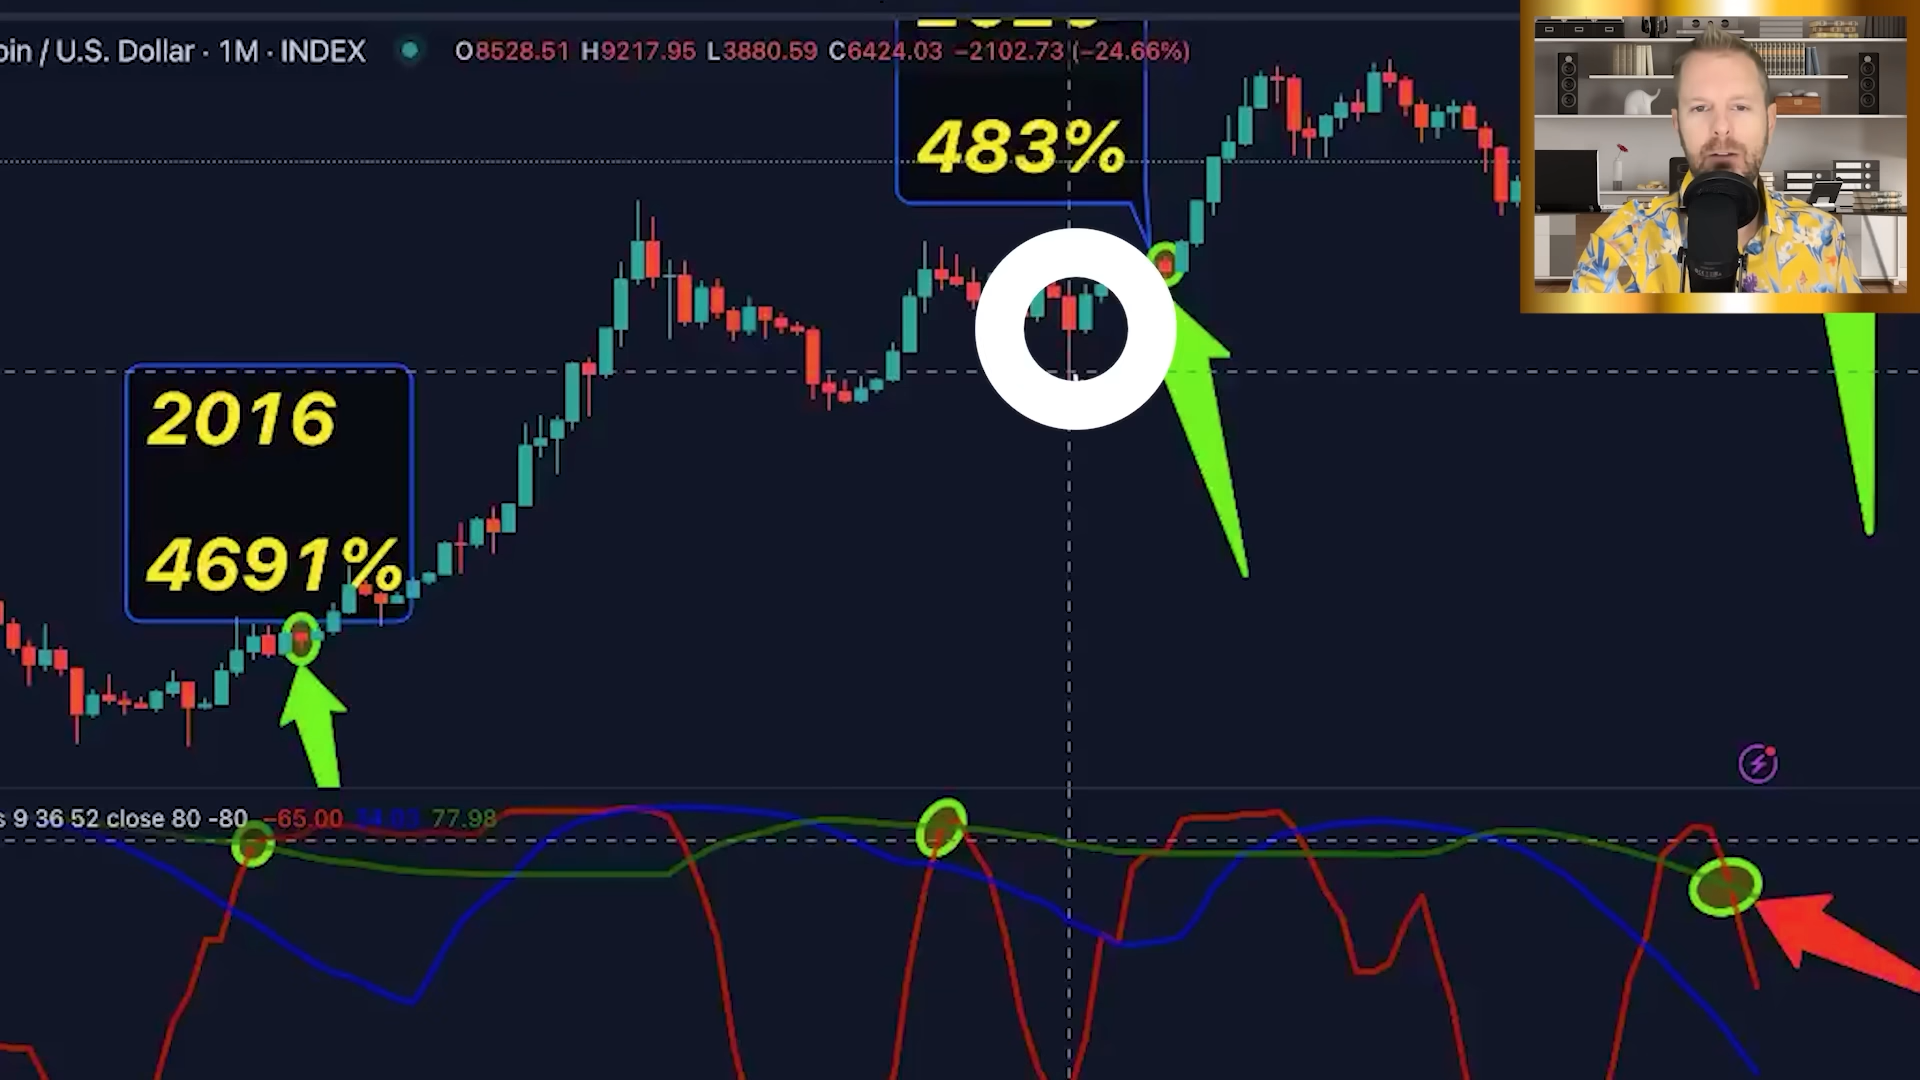 oin / U.S. Dollar · 1M · INDEX O8528.51 H9217.95 L3880.59 C6424.03 −2102.73 (−24.66%)
483%
2016
4691%
s 9 36 52 close 80 -80 −65.00 77.98